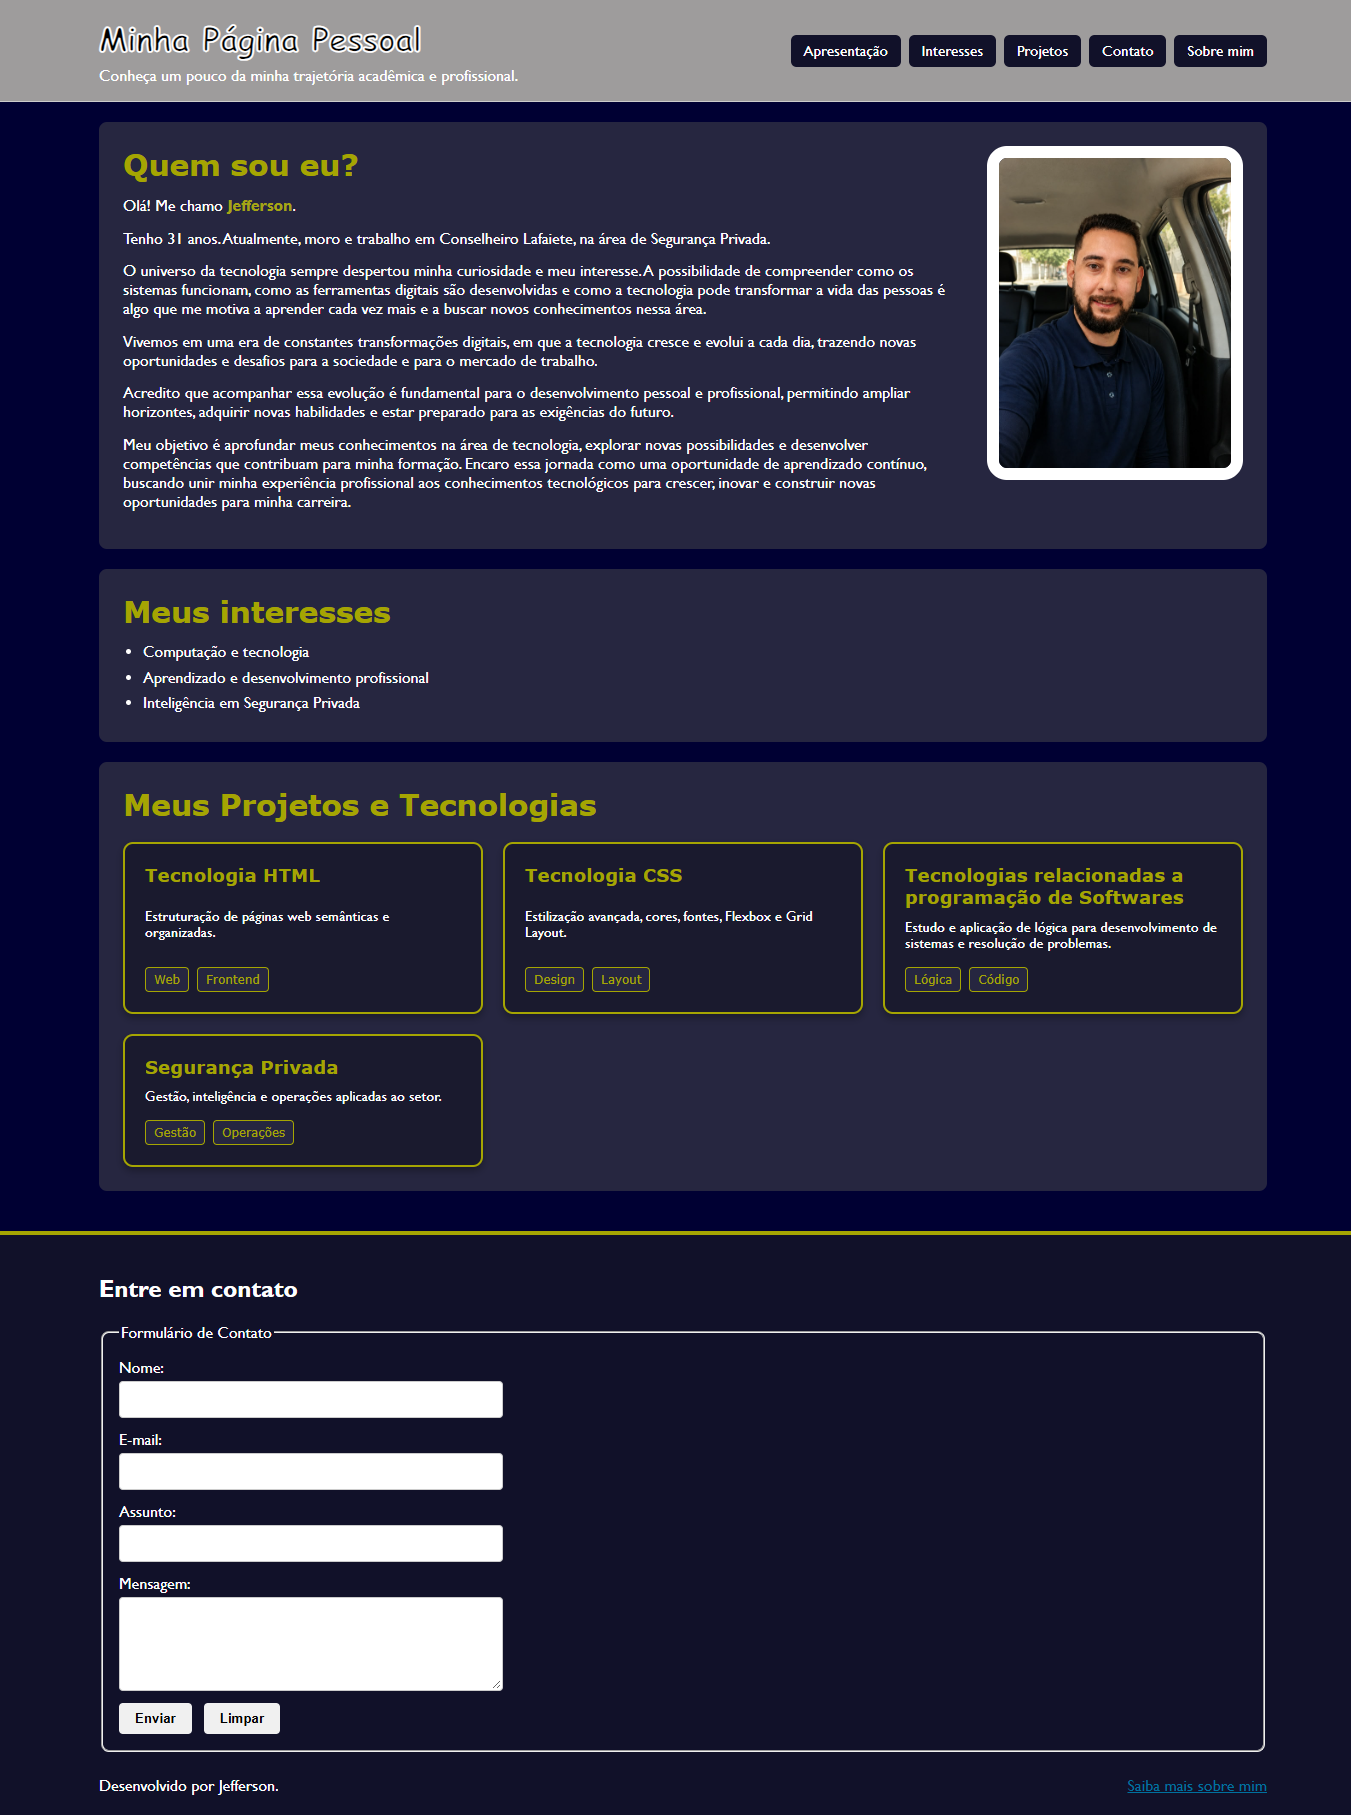 Minha Página Pessoal
Conheça um pouco da minha trajetória acadêmica e profissional.
Apresentação
Interesses
Projetos
Contato
Sobre mim
Quem sou eu?
Olá! Me chamo Jefferson.
Tenho 31 anos. Atualmente, moro e trabalho em Conselheiro Lafaiete, na área de Segurança Privada.
O universo da tecnologia sempre despertou minha curiosidade e meu interesse. A possibilidade de compreender como os
sistemas funcionam, como as ferramentas digitais são desenvolvidas e como a tecnologia pode transformar a vida das pessoas é
algo que me motiva a aprender cada vez mais e a buscar novos conhecimentos nessa área.
Vivemos em uma era de constantes transformações digitais, em que a tecnologia cresce e evolui a cada dia, trazendo novas
oportunidades e desafios para a sociedade e para o mercado de trabalho.
Acredito que acompanhar essa evolução é fundamental para o desenvolvimento pessoal e profissional, permitindo ampliar
horizontes, adquirir novas habilidades e estar preparado para as exigências do futuro.
Meu objetivo é aprofundar meus conhecimentos na área de tecnologia, explorar novas possibilidades e desenvolver
competências que contribuam para minha formação. Encaro essa jornada como uma oportunidade de aprendizado contínuo,
buscando unir minha experiência profissional aos conhecimentos tecnológicos para crescer, inovar e construir novas
oportunidades para minha carreira.
Meus interesses
• Computação e tecnologia
• Aprendizado e desenvolvimento profissional
• Inteligência em Segurança Privada
Meus Projetos e Tecnologias
Tecnologia HTML
Estruturação de páginas web semânticas e
organizadas.
Web
Frontend
Tecnologia CSS
Estilização avançada, cores, fontes, Flexbox e Grid
Layout.
Design
Layout
Tecnologias relacionadas a
programação de Softwares
Estudo e aplicação de lógica para desenvolvimento de
sistemas e resolução de problemas.
Lógica
Código
Segurança Privada
Gestão, inteligência e operações aplicadas ao setor.
Gestão
Operações
Entre em contato
Formulário de Contato
Nome:
E-mail:
Assunto:
Mensagem:
Enviar
Limpar
Desenvolvido por Jefferson.
Saiba mais sobre mim